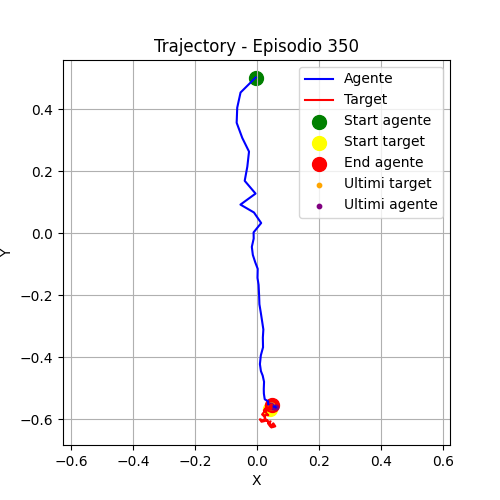 Trajectory - Episodio 350
Agente
Target
Start agente
Start target
End agente
Ultimi target
Ultimi agente
Y
0.4
0.2
0.0
−0.2
−0.4
−0.6
−0.6 −0.4 −0.2 0.0 0.2 0.4 0.6
X